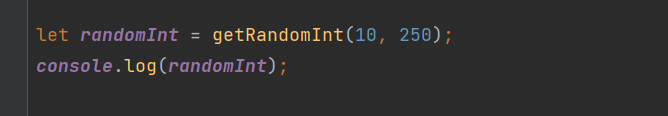 let randomInt = getRandomInt(10, 250);
console.log(randomInt);